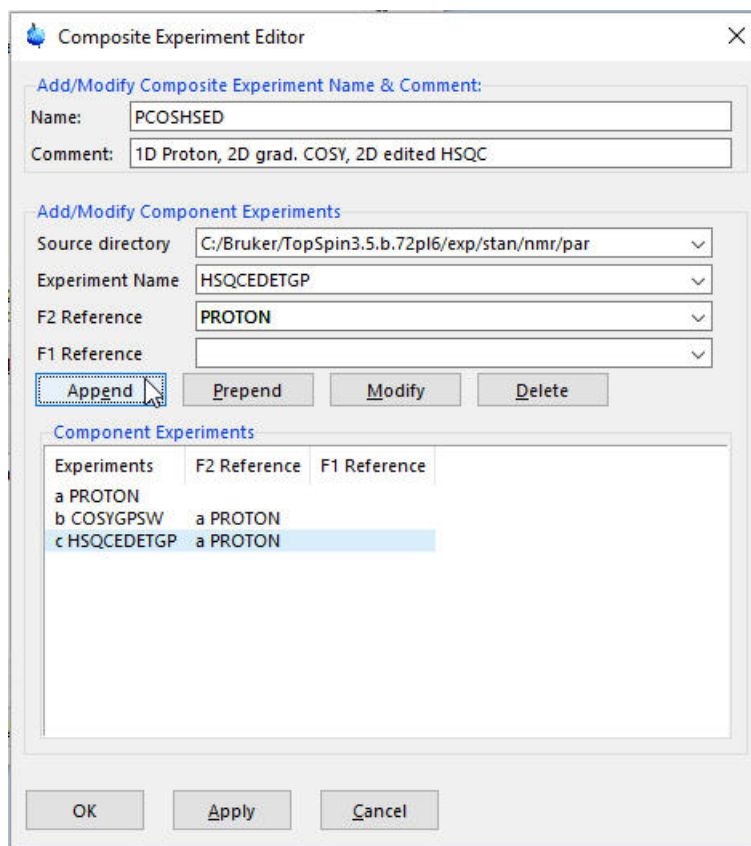 Composite Experiment Editor
Add/Modify Composite Experiment Name & Comment:
Name: PCOSHSED
Comment: 1D Proton, 2D grad. COSY, 2D edited HSQC
Add/Modify Component Experiments
Source directory C:/Bruker/TopSpin3.5.b.72pl6/exp/stan/nmr/par
Experiment Name HSQCEDETGP
F2 Reference PROTON
F1 Reference
Append Prepend Modify Delete
Component Experiments
Experiments F2 Reference F1 Reference
a PROTON
b COSYGPSW a PROTON
c HSQCEDETGP a PROTON
OK Apply Cancel